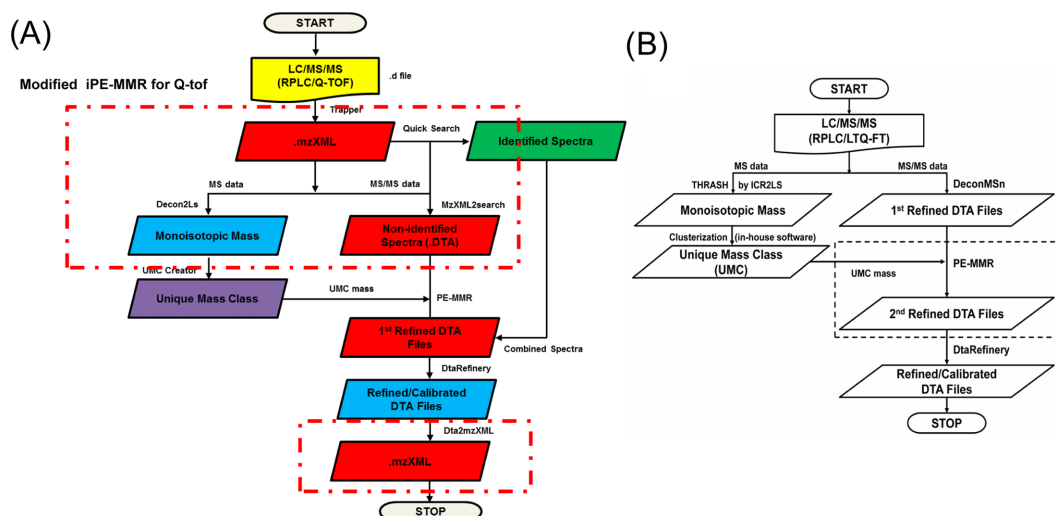 (A)
START
LC/MS/MS
(RPLC/Q-TOF)
.d file
Modified iPE-MMR for Q-tof
Trapper
.mzXML
Quick Search
Identified Spectra
MS data
MS/MS data
Decon2Ls
MzXML2search
Monoisotopic Mass
Non-Identified
Spectra (.DTA)
UMC Creator
Unique Mass Class
UMC mass
PE-MMR
1st Refined DTA
Files
Combined Spectra
DtaRefinery
Refined/Calibrated
DTA Files
Dta2mzXML
.mzXML
STOP
(B)
START
LC/MS/MS
(RPLC/LTQ-FT)
MS data
MS/MS data
THRASH by ICR2LS
DeconMSn
Monoisotopic Mass
1st Refined DTA Files
Clusterization (in-house software)
Unique Mass Class
(UMC)
UMC mass
PE-MMR
2nd Refined DTA Files
DtaRefinery
Refined/Calibrated
DTA Files
STOP